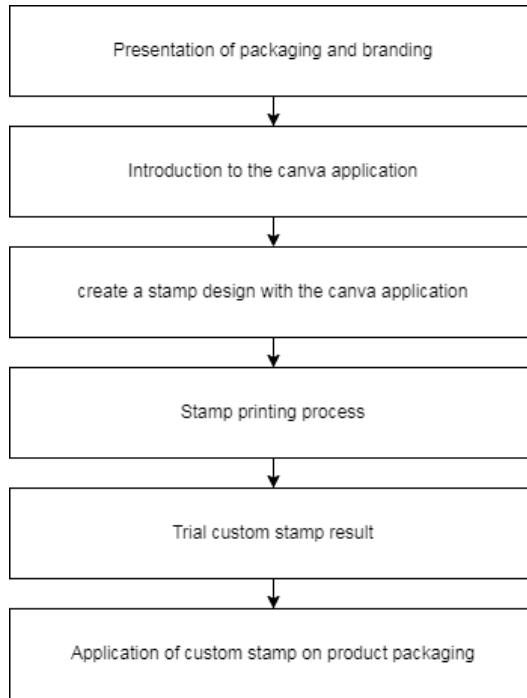 Presentation of packaging and branding
Introduction to the canva application
create a stamp design with the canva application
Stamp printing process
Trial custom stamp result
Application of custom stamp on product packaging